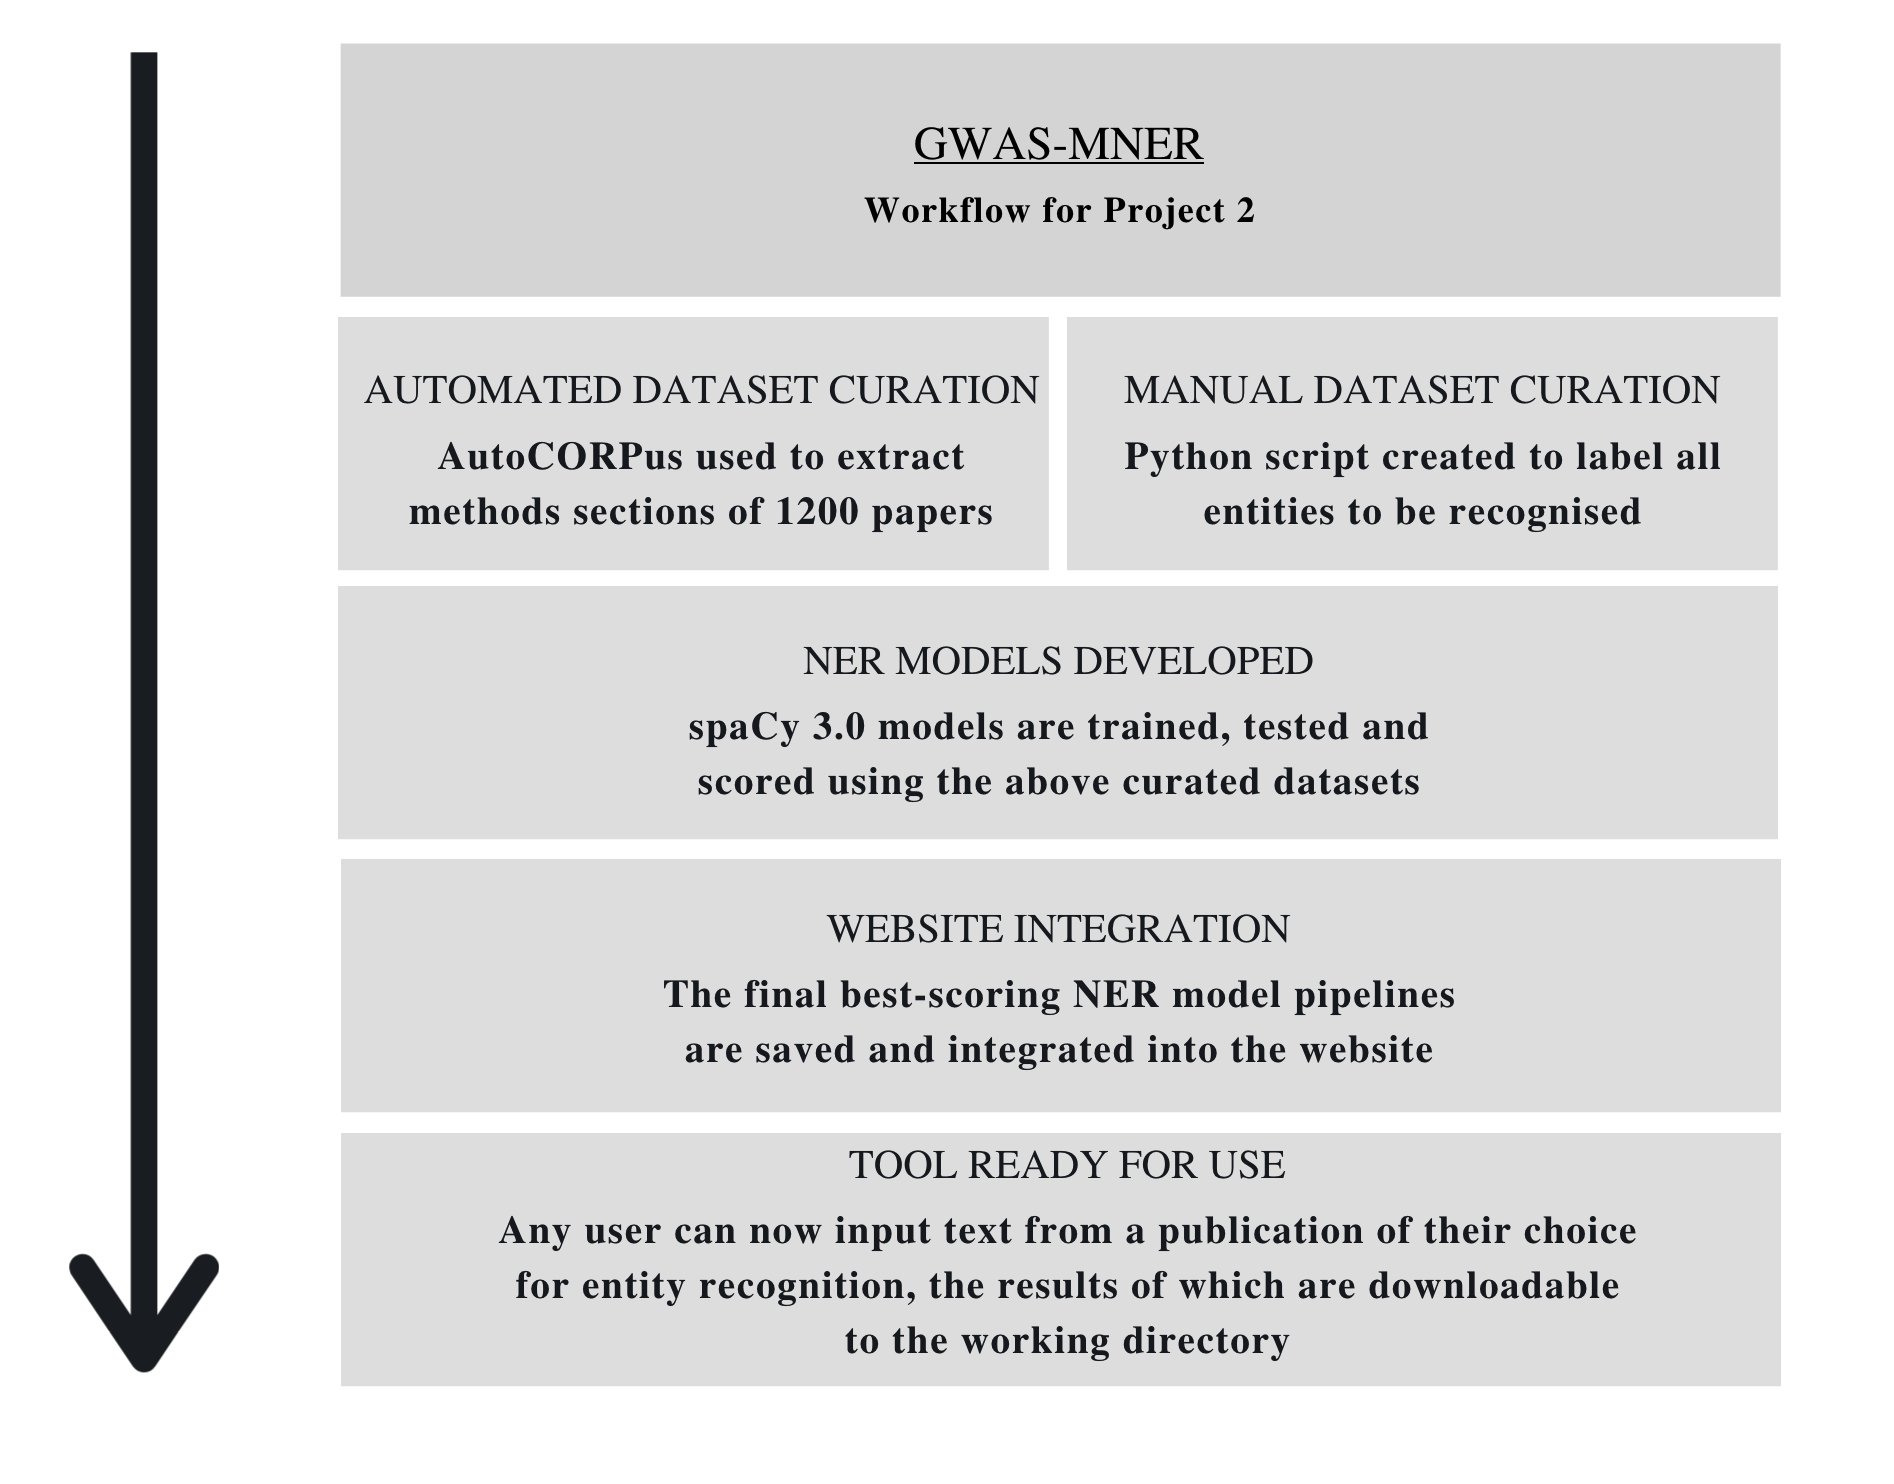 GWAS-MNER
Workflow for Project 2
AUTOMATED DATASET CURATION
AutoCORPus used to extract
methods sections of 1200 papers
MANUAL DATASET CURATION
Python script created to label all
entities to be recognised
NER MODELS DEVELOPED
spaCy 3.0 models are trained, tested and
scored using the above curated datasets
WEBSITE INTEGRATION
The final best-scoring NER model pipelines
are saved and integrated into the website
TOOL READY FOR USE
Any user can now input text from a publication of their choice
for entity recognition, the results of which are downloadable
to the working directory